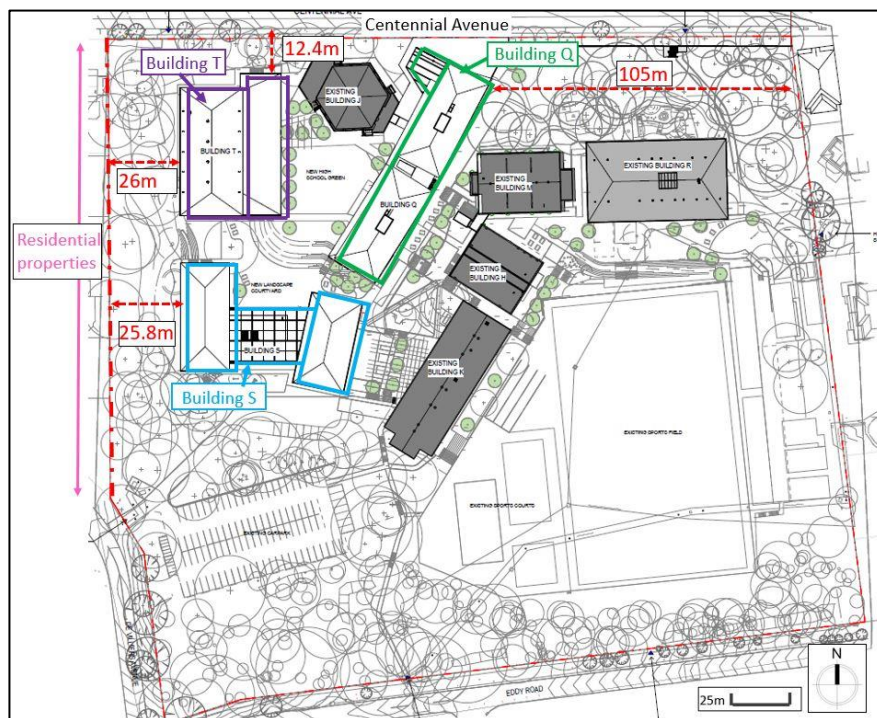 CENTENNIAL AVE
Centennial Avenue
12.4m
Building T
Building Q
105m
EXISTING
BUILDING J
BUILDING T
EXISTING
BUILDING M
EXISTING BUILDING R
26m
NEW HIGH
SCHOOL GREEN
BUILDING Q
Residential
properties
EXISTING
BUILDING H
NEW LANDSCAPE
COURTYARD
25.8m
BUILDING S
EXISTING
BUILDING K
Building S
EXISTING SPORTS FIELD
EXISTING SPORTS COURTS
EXISTING CARPARK
N
25m
EDDY ROAD